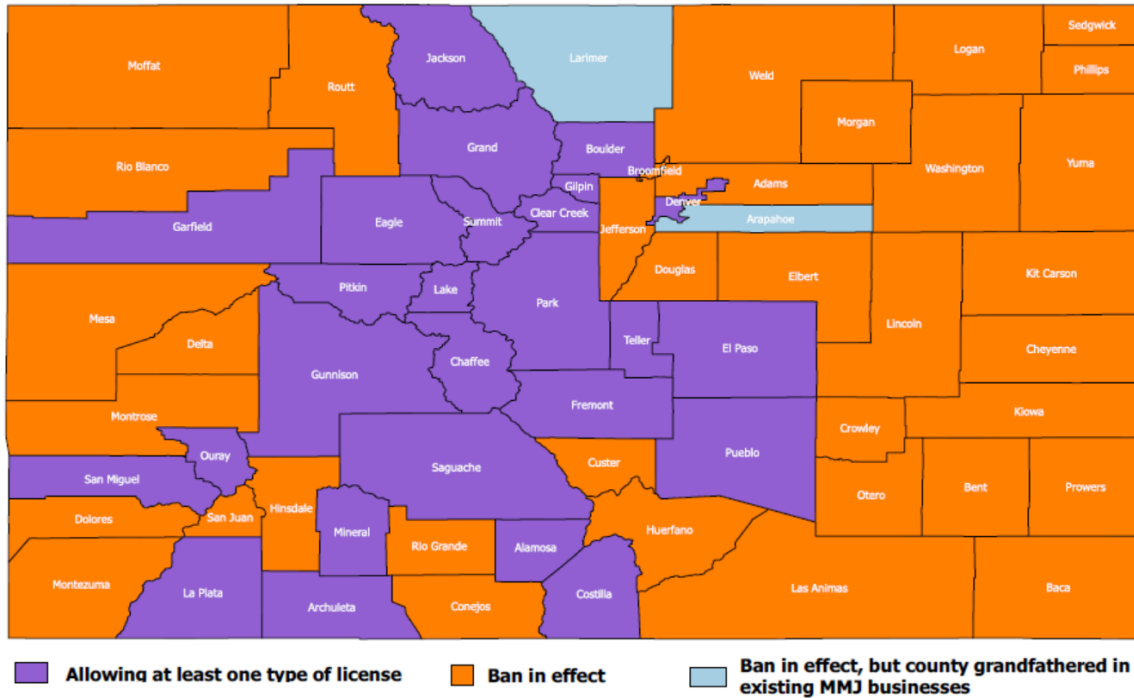 Sedgwick
Logan
Jackson
Larimer
Moffat
Weld
Phillips
Routt
Morgan
Grand
Boulder
Yuma
Rio Blanco
Washington
Broomfield
Adams
Gilpin
Denver
Clear Creek
Arapahoe
Eagle
Summit
Garfield
Jefferson
Douglas
Elbert
Kit Carson
Pitkin
Lake
Park
Mesa
Lincoln
Teller
Delta
El Paso
Cheyenne
Chaffee
Gunnison
Fremont
Montrose
Kiowa
Crowley
Ouray
Pueblo
Custer
Saguache
San Miguel
Otero
Bent
Prowers
Hinsdale
San Juan
Dolores
Huerfano
Mineral
Rio Grande
Alamosa
Montezuma
Las Animas
Baca
La Plata
Costilla
Conejos
Archuleta
Allowing at least one type of license
Ban in effect
Ban in effect, but county grandfathered in
existing MMJ businesses